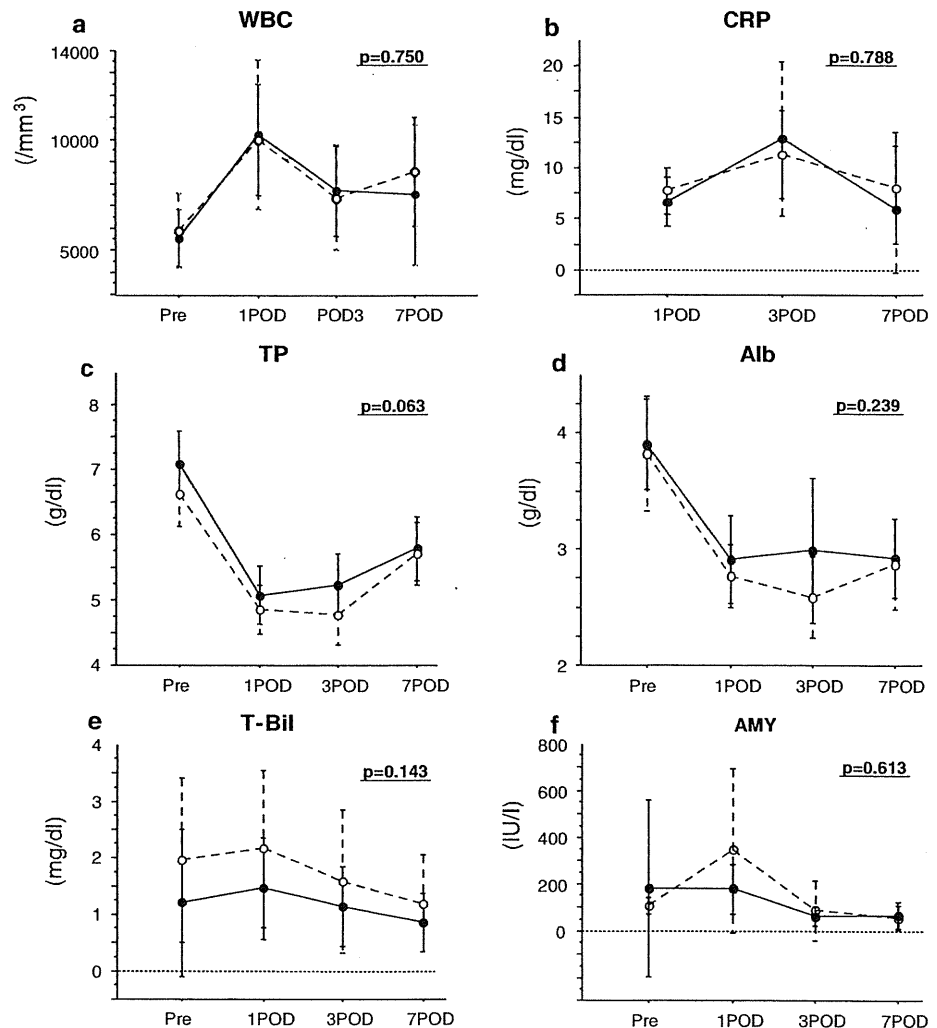 a WBC
14000
10000
5000
(/mm³)
p=0.750
Pre 1POD POD3 7POD
b CRP
20
15
10
5
0
(mg/dl)
p=0.788
1POD 3POD 7POD
c TP
8
7
6
5
4
(g/dl)
p=0.063
Pre 1POD 3POD 7POD
d Alb
4
3
2
(g/dl)
p=0.239
Pre 1POD 3POD 7POD
e T-Bil
4
3
2
1
0
(mg/dl)
p=0.143
Pre 1POD 3POD 7POD
f AMY
800
600
400
200
0
(IU/l)
p=0.613
Pre 1POD 3POD 7POD